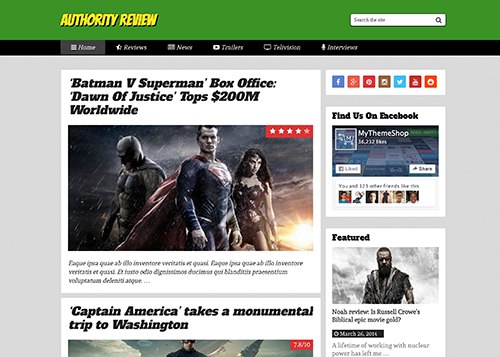 AUTHORITY REVIEW
Search the site
Home Reviews News Trailers Telivision Interviews
'Batman V Superman' Box Office:
'Dawn Of Justice' Tops $200M
Worldwide
Eaque ipsa quae ab illo inventore veritatis et quasi. Eaque ipsa quae ab illo inventore
veritatis et quasi. Et iusto odio dignissimos ducimus qui blanditiis praesentium
voluptatum deleniti atque. …
'Captain America' takes a monumental
trip to Washington
7.8/10
Find Us On Facebook
MyThemeShop
36,232 likes
Liked
Share
You and 123 other friends like this
Featured
Noah review: Is Russell Crowe's
Biblical epic movie gold?
March 26, 2014
A lifetime of working with
nuclear power has left me …